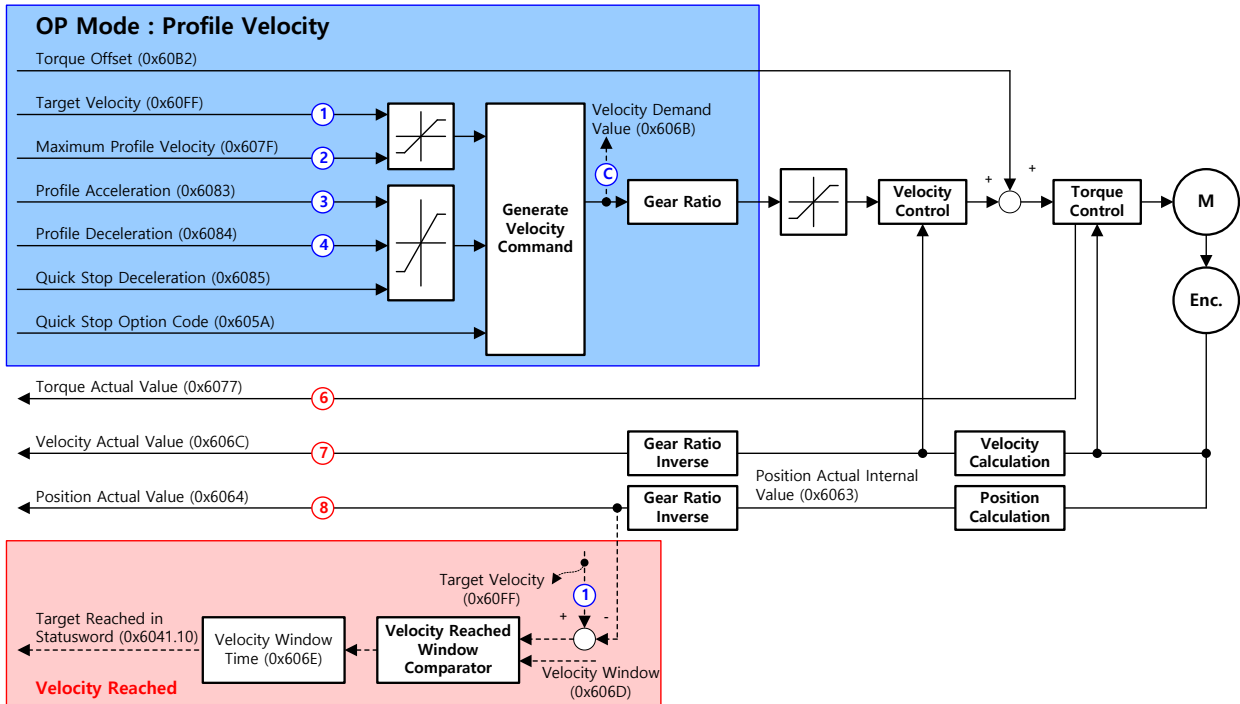 OP Mode : Profile Velocity
Torque Offset (0x60B2)
Target Velocity (0x60FF)
1
Maximum Profile Velocity (0x607F)
2
Profile Acceleration (0x6083)
3
Profile Deceleration (0x6084)
4
Quick Stop Deceleration (0x6085)
Quick Stop Option Code (0x605A)
Generate
Velocity
Command
Velocity Demand
Value (0x606B)
C
Gear Ratio
Velocity
Control
+
+
Torque
Control
M
Enc.
Torque Actual Value (0x6077)
6
Velocity Actual Value (0x606C)
7
Gear Ratio
Inverse
Velocity
Calculation
Position Actual Value (0x6064)
8
Gear Ratio
Inverse
Position Actual Internal
Value (0x6063)
Position
Calculation
Target Velocity
(0x60FF)
1
+
-
Target Reached in
Statusword (0x6041.10)
Velocity Window
Time (0x606E)
Velocity Reached
Window
Comparator
Velocity Window
(0x606D)
Velocity Reached